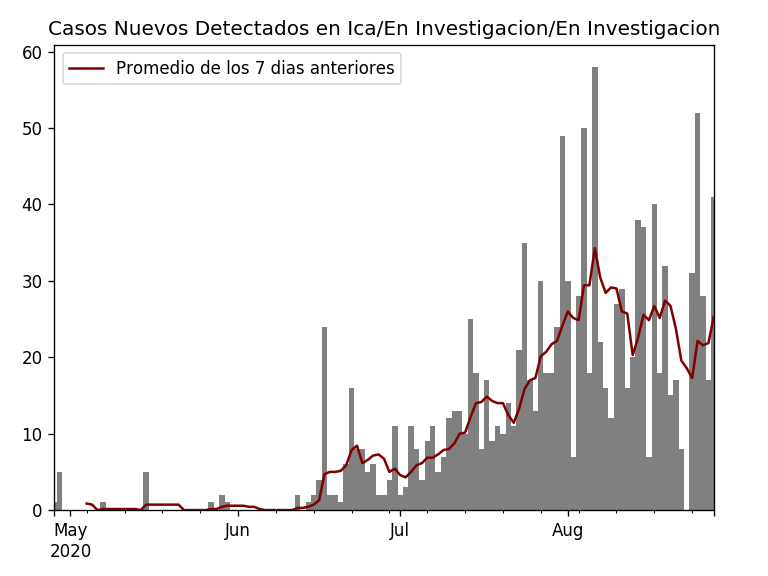 Casos Nuevos Detectados en Ica/En Investigacion/En Investigacion
Promedio de los 7 dias anteriores
60
50
40
30
20
10
0
May Jun Jul Aug
2020